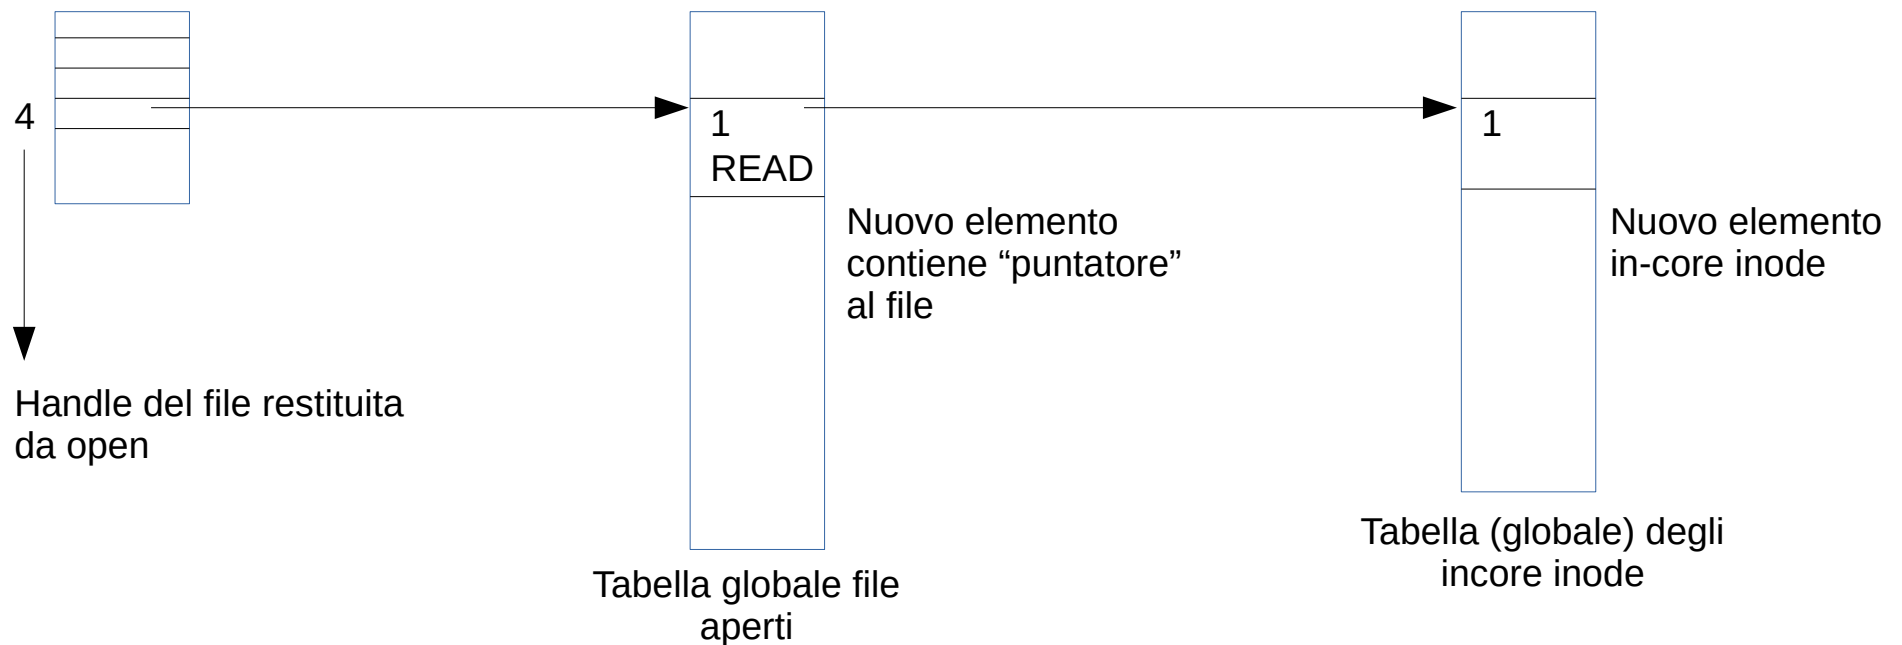 4
1
READ
1
Nuovo elemento
contiene “puntatore”
al file
Nuovo elemento
in-core inode
Handle del file restituita
da open
Tabella (globale) degli
incore inode
Tabella globale file
aperti